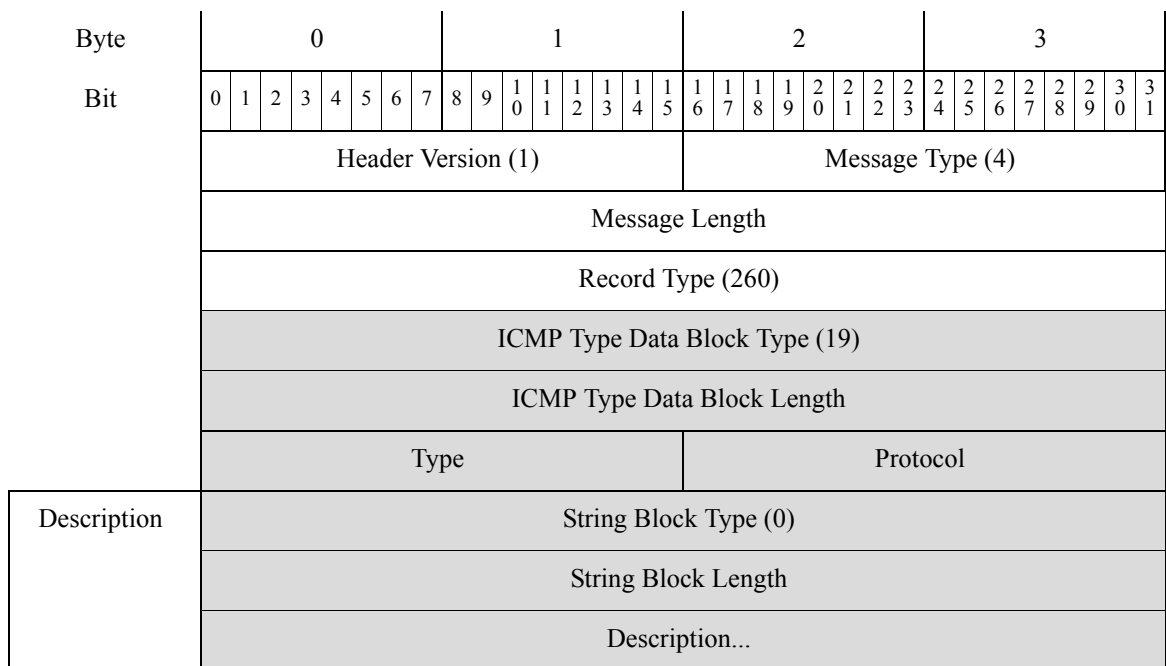 Byte 0 1 2 3
Bit 0 1 2 3 4 5 6 7 8 9 10 11 12 13 14 15 16 17 18 19 20 21 22 23 24 25 26 27 28 29 30 31
Header Version (1) Message Type (4)
Message Length
Record Type (260)
ICMP Type Data Block Type (19)
ICMP Type Data Block Length
Type Protocol
Description String Block Type (0)
String Block Length
Description...